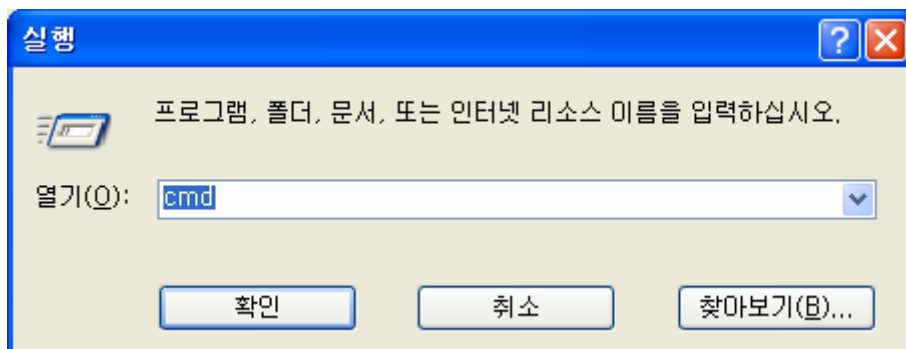 실행
프로그램, 폴더, 문서, 또는 인터넷 리소스 이름을 입력하십시오.
열기(O): cmd
확인 취소 찾아보기(B)...